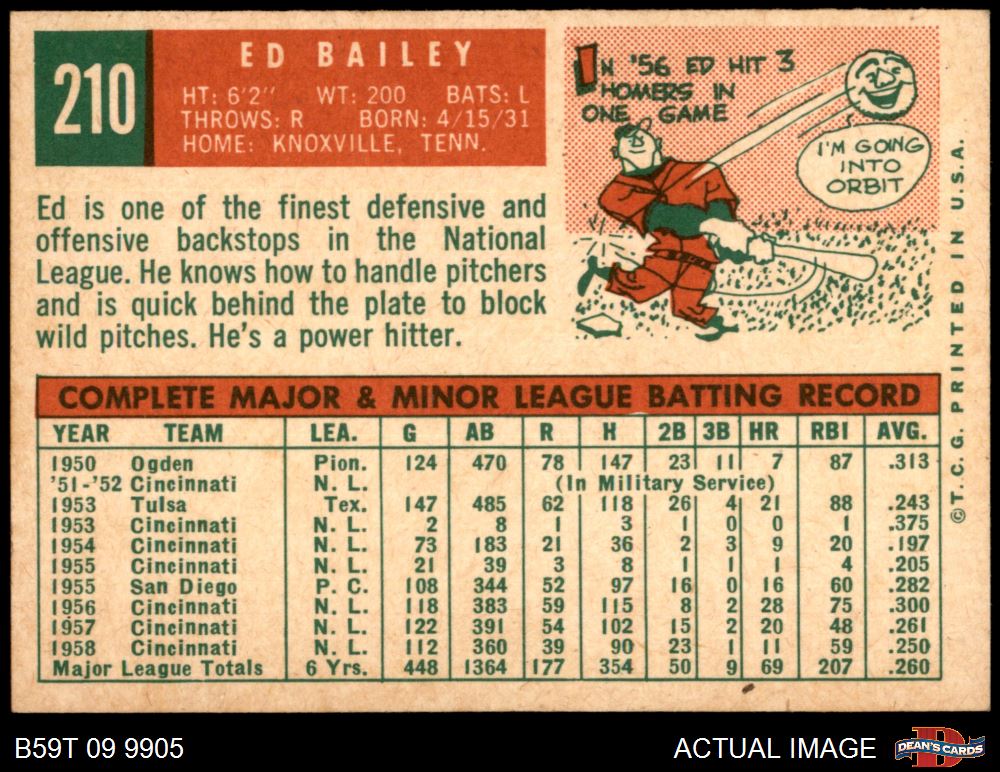 210
ED BAILEY
HT: 6'2" WT: 200 BATS: L
THROWS: R BORN: 4/15/31
HOME: KNOXVILLE, TENN.
IN '56 ED HIT 3
HOMERS IN
ONE GAME
I'M GOING
INTO
ORBIT
Ed is one of the finest defensive and
offensive backstops in the National
League. He knows how to handle pitchers
and is quick behind the plate to block
wild pitches. He's a power hitter.
COMPLETE MAJOR & MINOR LEAGUE BATTING RECORD
YEAR TEAM LEA. G AB R H 2B 3B HR RBI AVG.
1950 Ogden Pion. 124 470 78 147 23 11 7 87 .313
'51-'52 Cincinnati N. L. (In Military Service)
1953 Tulsa Tex. 147 485 62 118 26 4 21 88 .243
1953 Cincinnati N. L. 2 8 1 3 1 0 0 1 .375
1954 Cincinnati N. L. 73 183 21 36 2 3 9 20 .197
1955 Cincinnati N. L. 21 39 3 8 1 1 1 4 .205
1955 San Diego P. C. 108 344 52 97 16 0 16 60 .282
1956 Cincinnati N. L. 118 383 59 115 8 2 28 75 .300
1957 Cincinnati N. L. 122 391 54 102 15 2 20 48 .261
1958 Cincinnati N. L. 112 360 39 90 23 1 11 59 .250
Major League Totals 6 Yrs. 448 1364 177 354 50 9 69 207 .260
©T. C. G. PRINTED IN U.S.A.
B59T 09 9905
ACTUAL IMAGE
D
DEAN'S CARDS